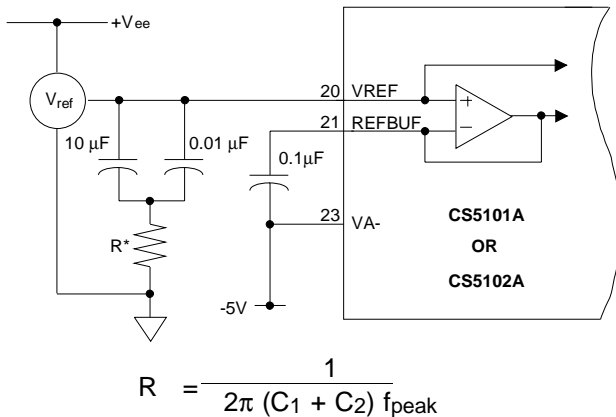 +Vee
Vref
20 VREF
21 REFBUF
10 µF
0.01 µF
0.1µF
23 VA-
R*
-5V
CS5101A
OR
CS5102A
+
−
R = 1 / 2π (C1 + C2) fpeak